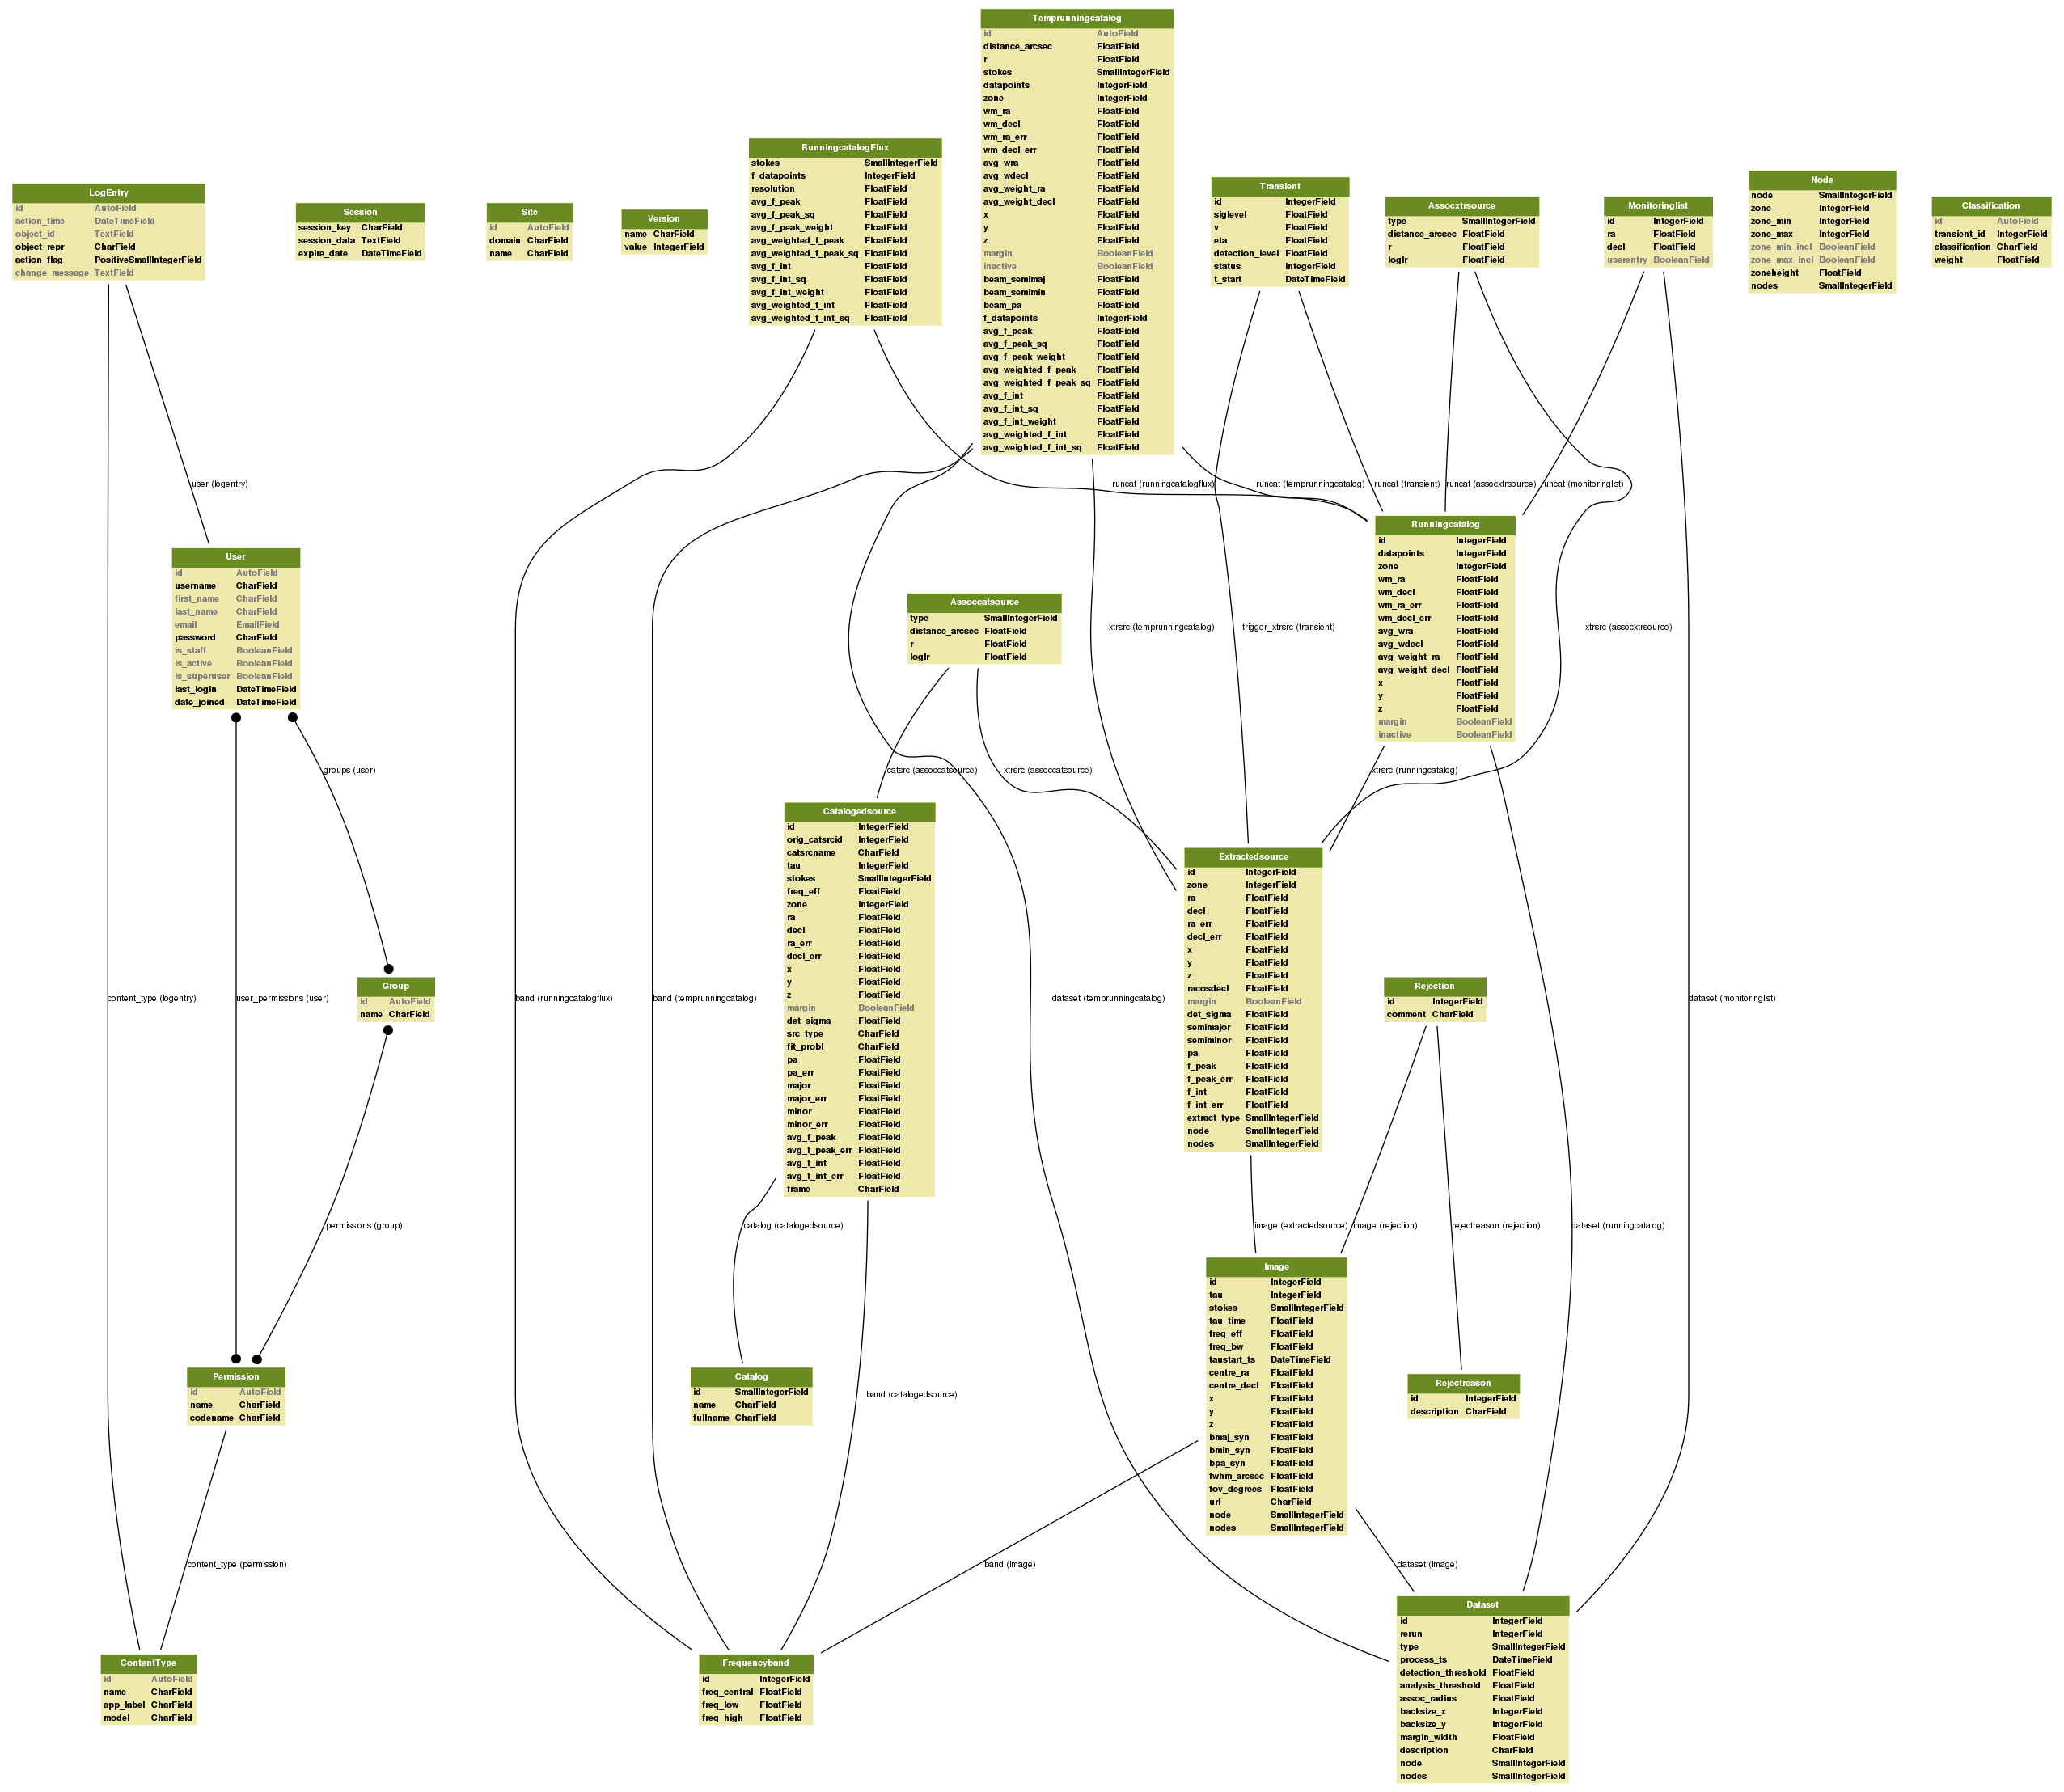 Temprunningcatalog
id AutoField
distance_arcsec FloatField
r FloatField
stokes SmallIntegerField
datapoints IntegerField
zone IntegerField
wm_ra FloatField
wm_decl FloatField
wm_ra_err FloatField
wm_decl_err FloatField
avg_wra FloatField
avg_wdecl FloatField
avg_weight_ra FloatField
avg_weight_decl FloatField
x FloatField
y FloatField
z FloatField
margin BooleanField
inactive BooleanField
beam_semimaj FloatField
beam_semimin FloatField
beam_pa FloatField
f_datapoints IntegerField
avg_f_peak FloatField
avg_f_peak_sq FloatField
avg_f_peak_weight FloatField
avg_weighted_f_peak FloatField
avg_weighted_f_peak_sq FloatField
avg_f_int FloatField
avg_f_int_sq FloatField
avg_f_int_weight FloatField
avg_weighted_f_int FloatField
avg_weighted_f_int_sq FloatField
RunningcatalogFlux
stokes SmallIntegerField
f_datapoints IntegerField
resolution FloatField
avg_f_peak FloatField
avg_f_peak_sq FloatField
avg_f_peak_weight FloatField
avg_weighted_f_peak FloatField
avg_weighted_f_peak_sq FloatField
avg_f_int FloatField
avg_f_int_sq FloatField
avg_f_int_weight FloatField
avg_weighted_f_int FloatField
avg_weighted_f_int_sq FloatField
LogEntry
id AutoField
action_time DateTimeField
object_id TextField
object_repr CharField
action_flag PositiveSmallIntegerField
change_message TextField
Session
session_key CharField
session_data TextField
expire_date DateTimeField
Site
id AutoField
domain CharField
name CharField
Version
name CharField
value IntegerField
Transient
id IntegerField
siglevel FloatField
v FloatField
eta FloatField
detection_level FloatField
status IntegerField
t_start DateTimeField
Assocxtrsource
type SmallIntegerField
distance_arcsec FloatField
r FloatField
loglr FloatField
Monitoringlist
id IntegerField
ra FloatField
decl FloatField
userentry BooleanField
Node
node SmallIntegerField
zone IntegerField
zone_min IntegerField
zone_max IntegerField
zone_min_incl BooleanField
zone_max_incl BooleanField
zoneheight FloatField
nodes SmallIntegerField
Classification
id AutoField
transient_id IntegerField
classification CharField
weight FloatField
user (logentry)
runcat (runningcatalogflux)
runcat (temprunningcatalog)
runcat (transient)
runcat (assocxtrsource)
runcat (monitoringlist)
User
id AutoField
username CharField
first_name CharField
last_name CharField
email EmailField
password CharField
is_staff BooleanField
is_active BooleanField
is_superuser BooleanField
last_login DateTimeField
date_joined DateTimeField
Assoccatsource
type SmallIntegerField
distance_arcsec FloatField
r FloatField
loglr FloatField
xtrsrc (temprunningcatalog)
trigger_xtrsrc (transient)
xtrsrc (assocxtrsource)
Runningcatalog
id IntegerField
datapoints IntegerField
zone IntegerField
wm_ra FloatField
wm_decl FloatField
wm_ra_err FloatField
wm_decl_err FloatField
avg_wra FloatField
avg_wdecl FloatField
avg_weight_ra FloatField
avg_weight_decl FloatField
x FloatField
y FloatField
z FloatField
margin BooleanField
inactive BooleanField
groups (user)
catsrc (assoccatsource)
xtrsrc (assoccatsource)
xtrsrc (runningcatalog)
Catalogedsource
id IntegerField
orig_catsrcid IntegerField
catsrcname CharField
tau IntegerField
stokes SmallIntegerField
freq_eff FloatField
zone IntegerField
ra FloatField
decl FloatField
ra_err FloatField
decl_err FloatField
x FloatField
y FloatField
z FloatField
margin BooleanField
det_sigma FloatField
src_type CharField
fit_probl CharField
pa FloatField
pa_err FloatField
major FloatField
major_err FloatField
minor FloatField
minor_err FloatField
avg_f_peak FloatField
avg_f_peak_err FloatField
avg_f_int FloatField
avg_f_int_err FloatField
frame CharField
Extractedsource
id IntegerField
zone IntegerField
ra FloatField
decl FloatField
ra_err FloatField
decl_err FloatField
x FloatField
y FloatField
z FloatField
racosdecl FloatField
margin BooleanField
det_sigma FloatField
semimajor FloatField
semiminor FloatField
pa FloatField
f_peak FloatField
f_peak_err FloatField
f_int FloatField
f_int_err FloatField
extract_type SmallIntegerField
node SmallIntegerField
nodes SmallIntegerField
content_type (logentry)
user_permissions (user)
Group
id AutoField
name CharField
band (runningcatalogflux)
band (temprunningcatalog)
dataset (temprunningcatalog)
Rejection
id IntegerField
comment CharField
dataset (monitoringlist)
permissions (group)
catalog (catalogedsource)
image (extractedsource)
image (rejection)
rejectreason (rejection)
dataset (runningcatalog)
Image
id IntegerField
tau IntegerField
stokes SmallIntegerField
tau_time FloatField
freq_eff FloatField
freq_bw FloatField
taustart_ts DateTimeField
centre_ra FloatField
centre_decl FloatField
x FloatField
y FloatField
z FloatField
bmaj_syn FloatField
bmin_syn FloatField
bpa_syn FloatField
fwhm_arcsec FloatField
fov_degrees FloatField
url CharField
node SmallIntegerField
nodes SmallIntegerField
Permission
id AutoField
name CharField
codename CharField
Catalog
id SmallIntegerField
name CharField
fullname CharField
band (catalogedsource)
Rejectreason
id IntegerField
description CharField
content_type (permission)
band (image)
dataset (image)
ContentType
id AutoField
name CharField
app_label CharField
model CharField
Frequencyband
id IntegerField
freq_central FloatField
freq_low FloatField
freq_high FloatField
Dataset
id IntegerField
rerun IntegerField
type SmallIntegerField
process_ts DateTimeField
detection_threshold FloatField
analysis_threshold FloatField
assoc_radius FloatField
backsize_x IntegerField
backsize_y IntegerField
margin_width FloatField
description CharField
node SmallIntegerField
nodes SmallIntegerField